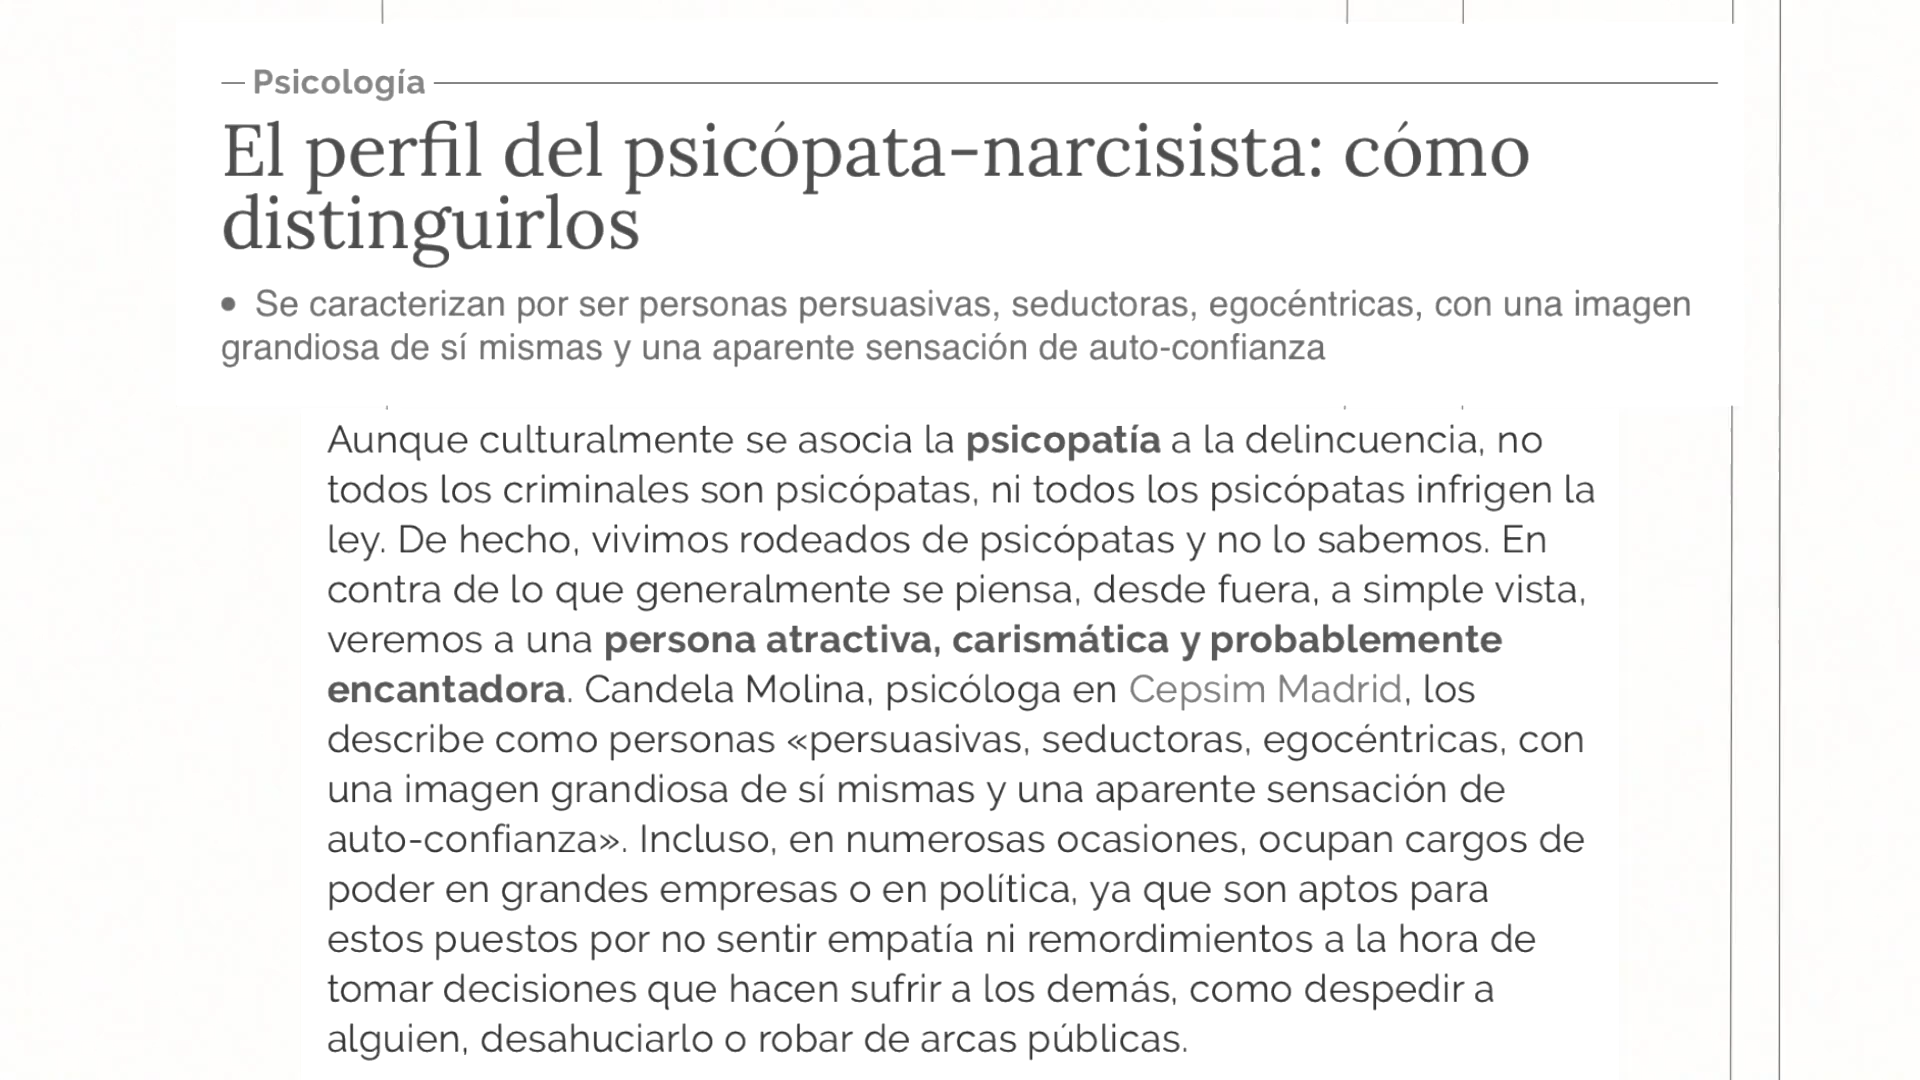 Psicología
El perfil del psicópata-narcisista: cómo
distinguirlos
• Se caracterizan por ser personas persuasivas, seductoras, egocéntricas, con una imagen
grandiosa de sí mismas y una aparente sensación de auto-confianza
Aunque culturalmente se asocia la psicopatía a la delincuencia, no
todos los criminales son psicópatas, ni todos los psicópatas infrigen la
ley. De hecho, vivimos rodeados de psicópatas y no lo sabemos. En
contra de lo que generalmente se piensa, desde fuera, a simple vista,
veremos a una persona atractiva, carismática y probablemente
encantadora. Candela Molina, psicóloga en Cepsim Madrid, los
describe como personas «persuasivas, seductoras, egocéntricas, con
una imagen grandiosa de sí mismas y una aparente sensación de
auto-confianza». Incluso, en numerosas ocasiones, ocupan cargos de
poder en grandes empresas o en política, ya que son aptos para
estos puestos por no sentir empatía ni remordimientos a la hora de
tomar decisiones que hacen sufrir a los demás, como despedir a
alguien, desahuciarlo o robar de arcas públicas.